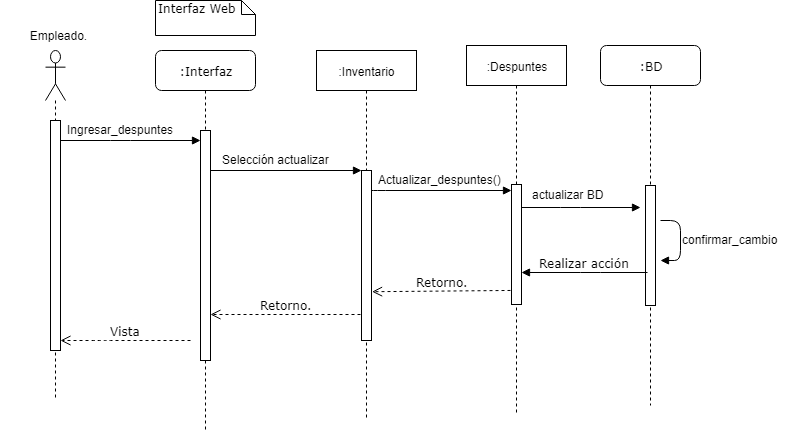 Interfaz Web
Empleado.
:Interfaz
:Inventario
:Despuntes
:BD
Ingresar_despuntes
Selección actualizar
Actualizar_despuntes()
actualizar BD
confirmar_cambio
Realizar acción
Retorno.
Retorno.
Vista